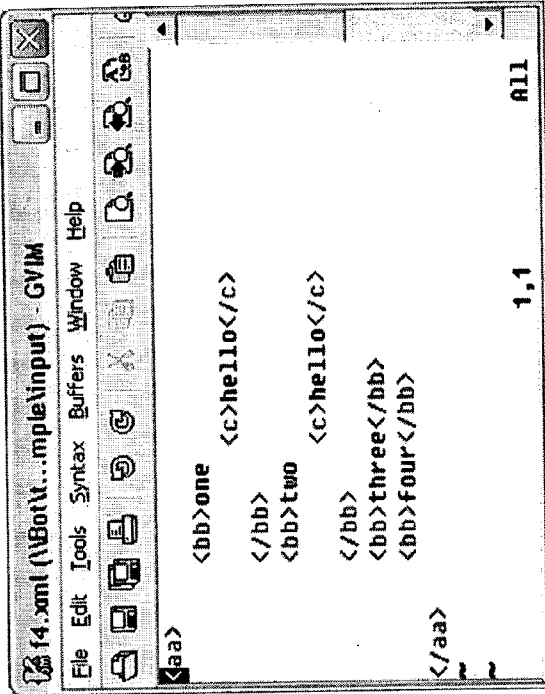 f4.xml (\\Bot\t...mple\input) - GVIM
File Edit Tools Syntax Buffers Window Help
<aa>
<bb>one
<c>hello</c>
</bb>
<bb>two
<c>hello</c>
</bb>
<bb>three</bb>
<bb>four</bb>
</aa>
~
~
1,1 All